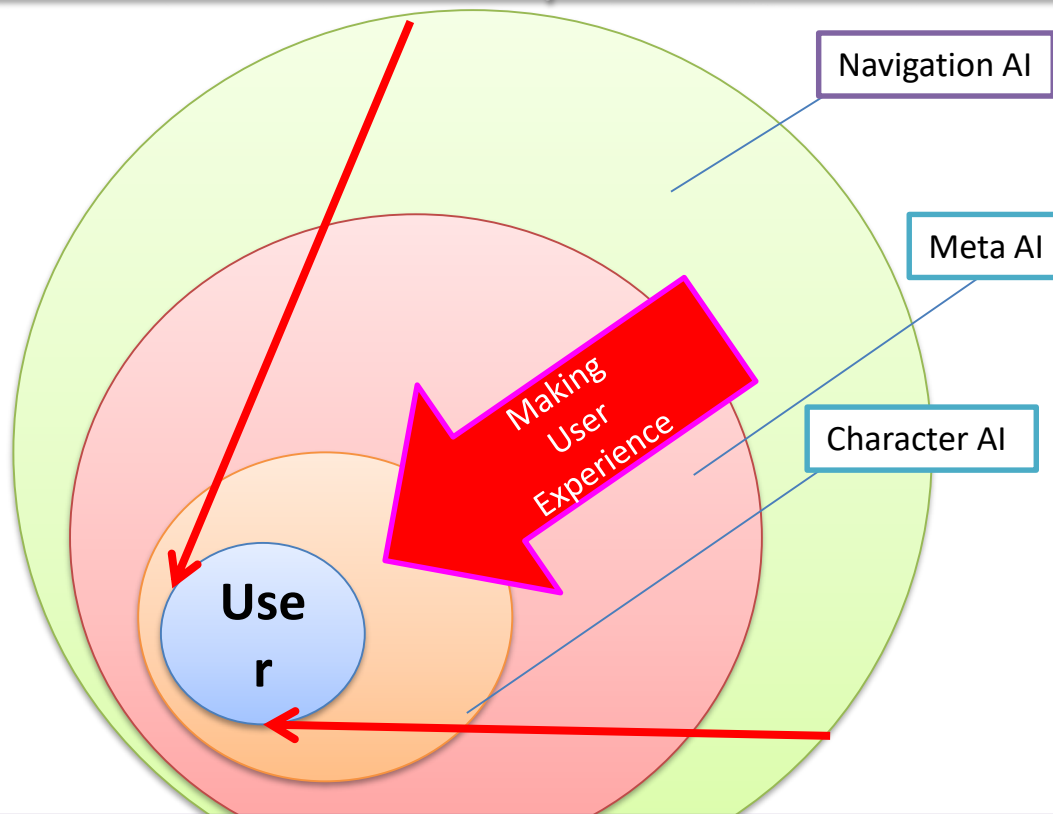 Navigation AI
Meta AI
Making
User
Experience
Character AI
Use
r